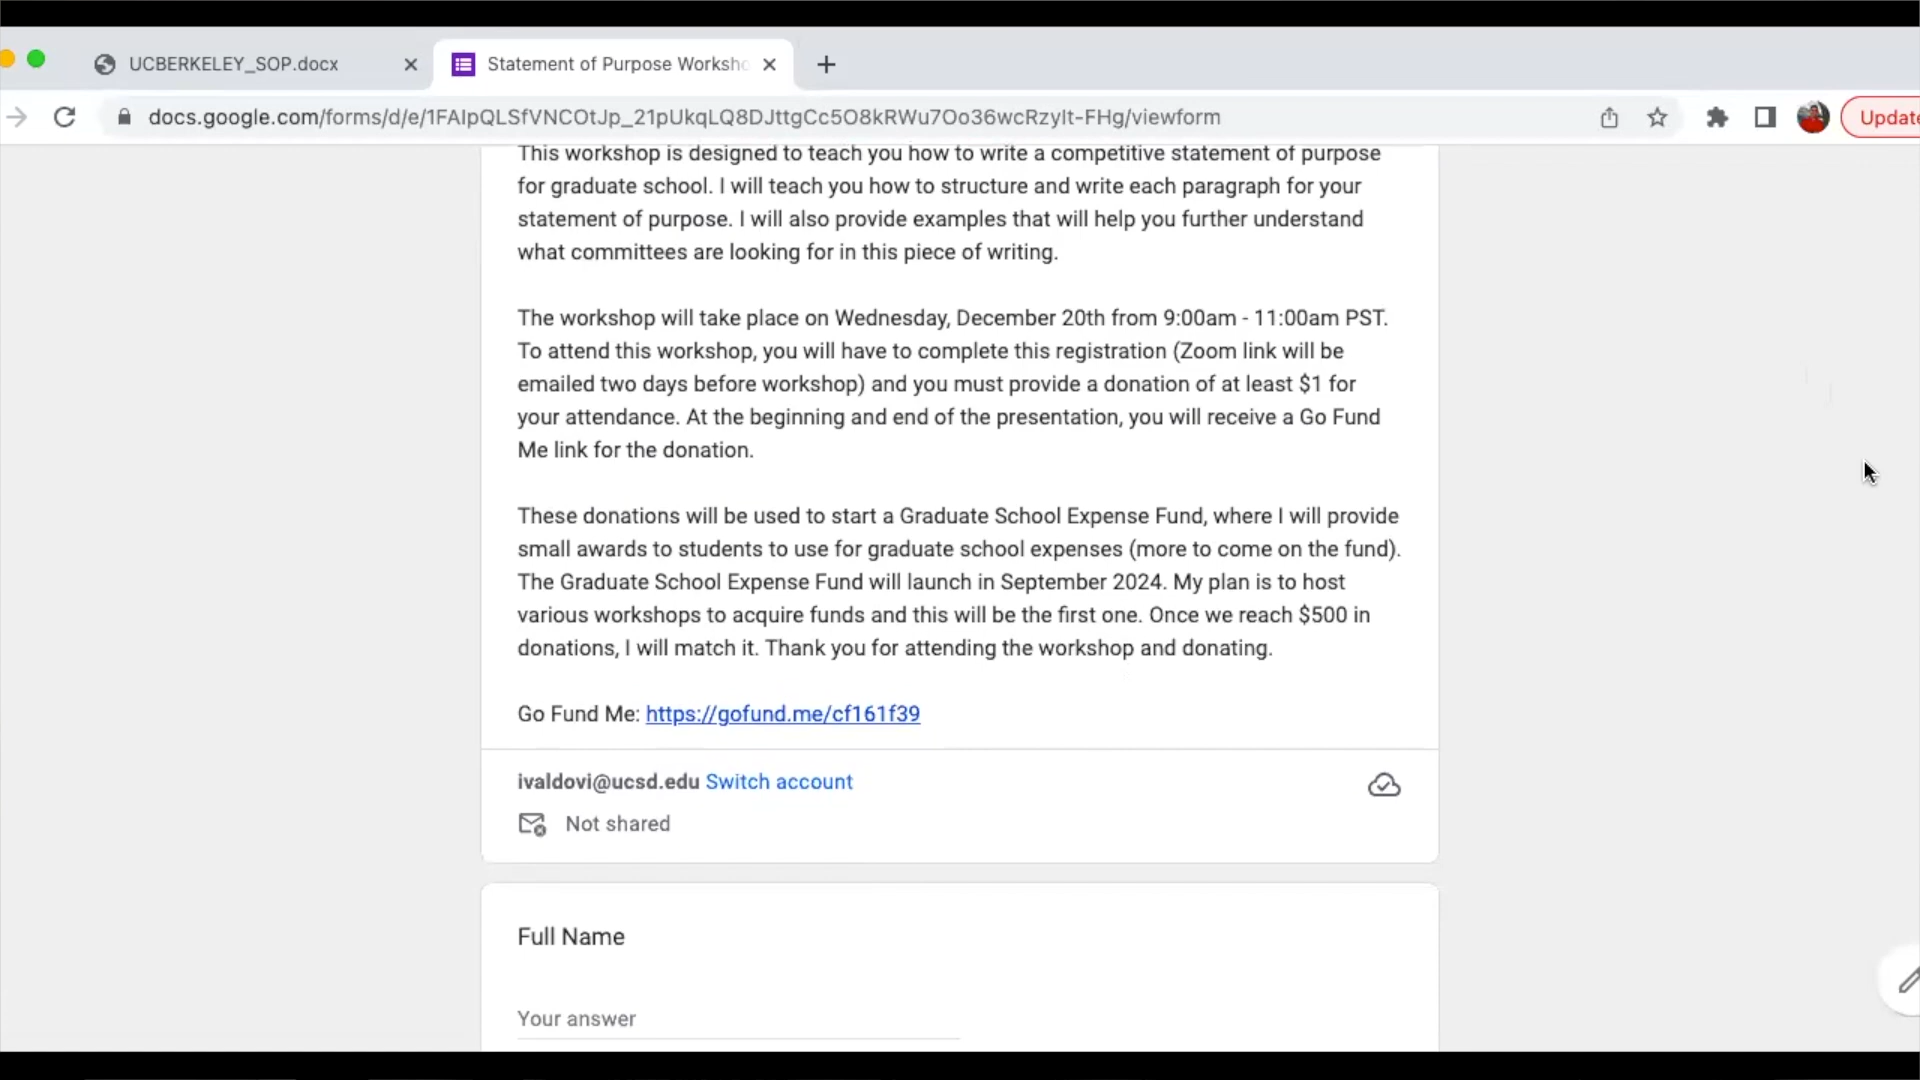 UCBERKELEY_SOP.docx
Statement of Purpose Worksho
docs.google.com/forms/d/e/1FAIpQLSfVNCOtJp_21pUkqLQ8DJttgCc5O8kRWu7Oo36wcRzyIt-FHg/viewform
Update
This workshop is designed to teach you how to write a competitive statement of purpose
for graduate school. I will teach you how to structure and write each paragraph for your
statement of purpose. I will also provide examples that will help you further understand
what committees are looking for in this piece of writing.
The workshop will take place on Wednesday, December 20th from 9:00am - 11:00am PST.
To attend this workshop, you will have to complete this registration (Zoom link will be
emailed two days before workshop) and you must provide a donation of at least $1 for
your attendance. At the beginning and end of the presentation, you will receive a Go Fund
Me link for the donation.
These donations will be used to start a Graduate School Expense Fund, where I will provide
small awards to students to use for graduate school expenses (more to come on the fund).
The Graduate School Expense Fund will launch in September 2024. My plan is to host
various workshops to acquire funds and this will be the first one. Once we reach $500 in
donations, I will match it. Thank you for attending the workshop and donating.
Go Fund Me: https://gofund.me/cf161f39
ivaldovi@ucsd.edu Switch account
Not shared
Full Name
Your answer